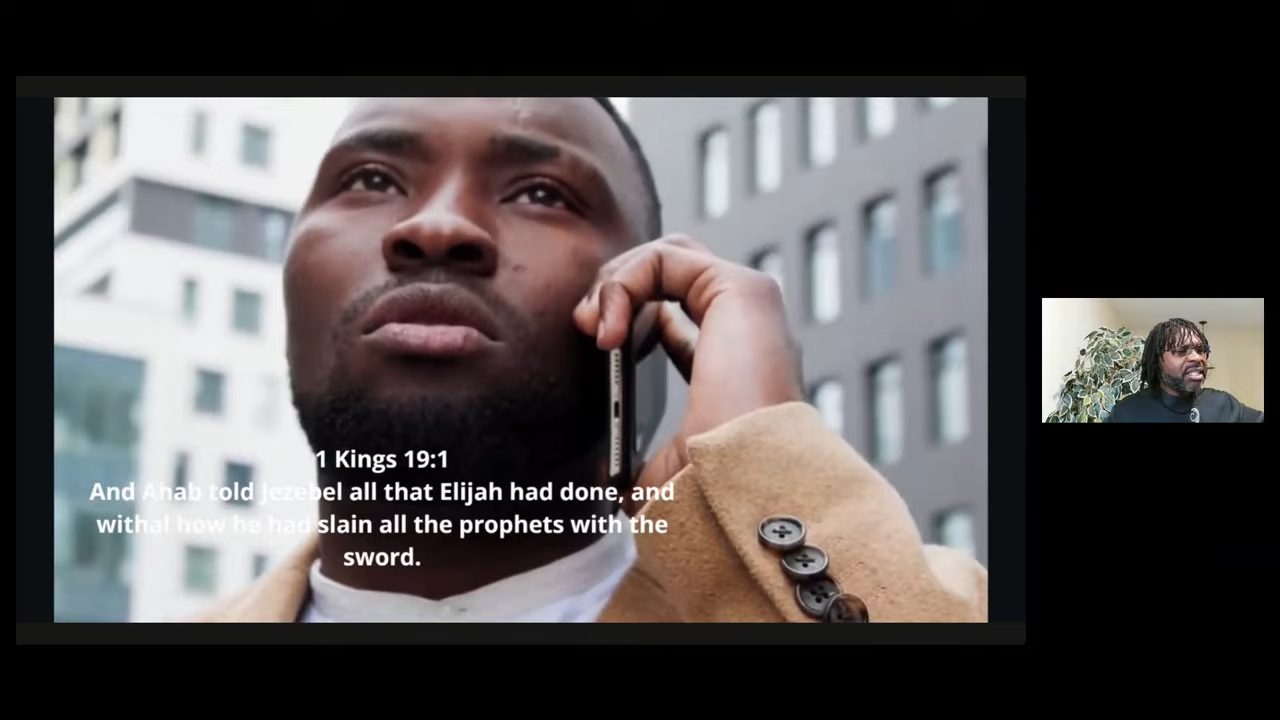 1 Kings 19:1
And Ahab told Jezebel all that Elijah had done, and
withal how he had slain all the prophets with the
sword.